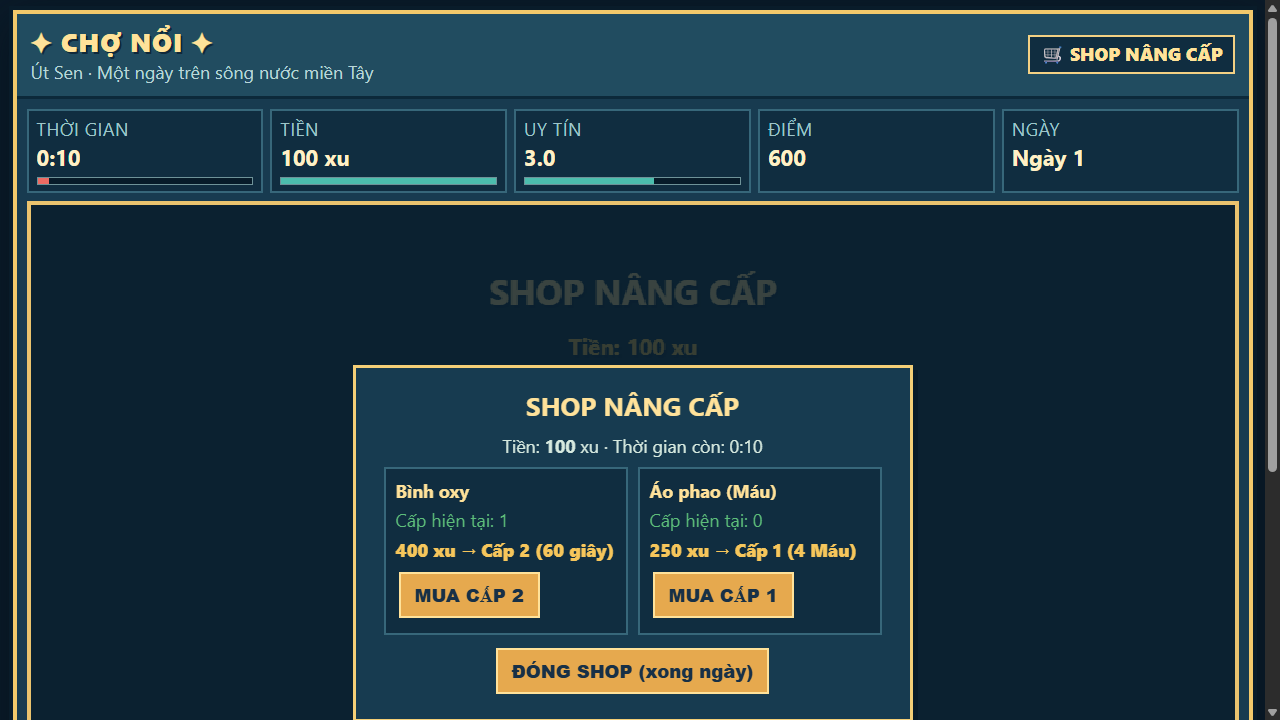 ✦ CHỢ NỔI ✦
Út Sen · Một ngày trên sông nước miền Tây
🛒 SHOP NÂNG CẤP
THỜI GIAN
0:10
TIỀN
100 xu
UY TÍN
3.0
ĐIỂM
600
NGÀY
Ngày 1
SHOP NÂNG CẤP
Tiền: 100 xu
SHOP NÂNG CẤP
Tiền: 100 xu · Thời gian còn: 0:10
Bình oxy
Cấp hiện tại: 1
400 xu → Cấp 2 (60 giây)
MUA CẤP 2
Áo phao (Máu)
Cấp hiện tại: 0
250 xu → Cấp 1 (4 Máu)
MUA CẤP 1
ĐÓNG SHOP (xong ngày)